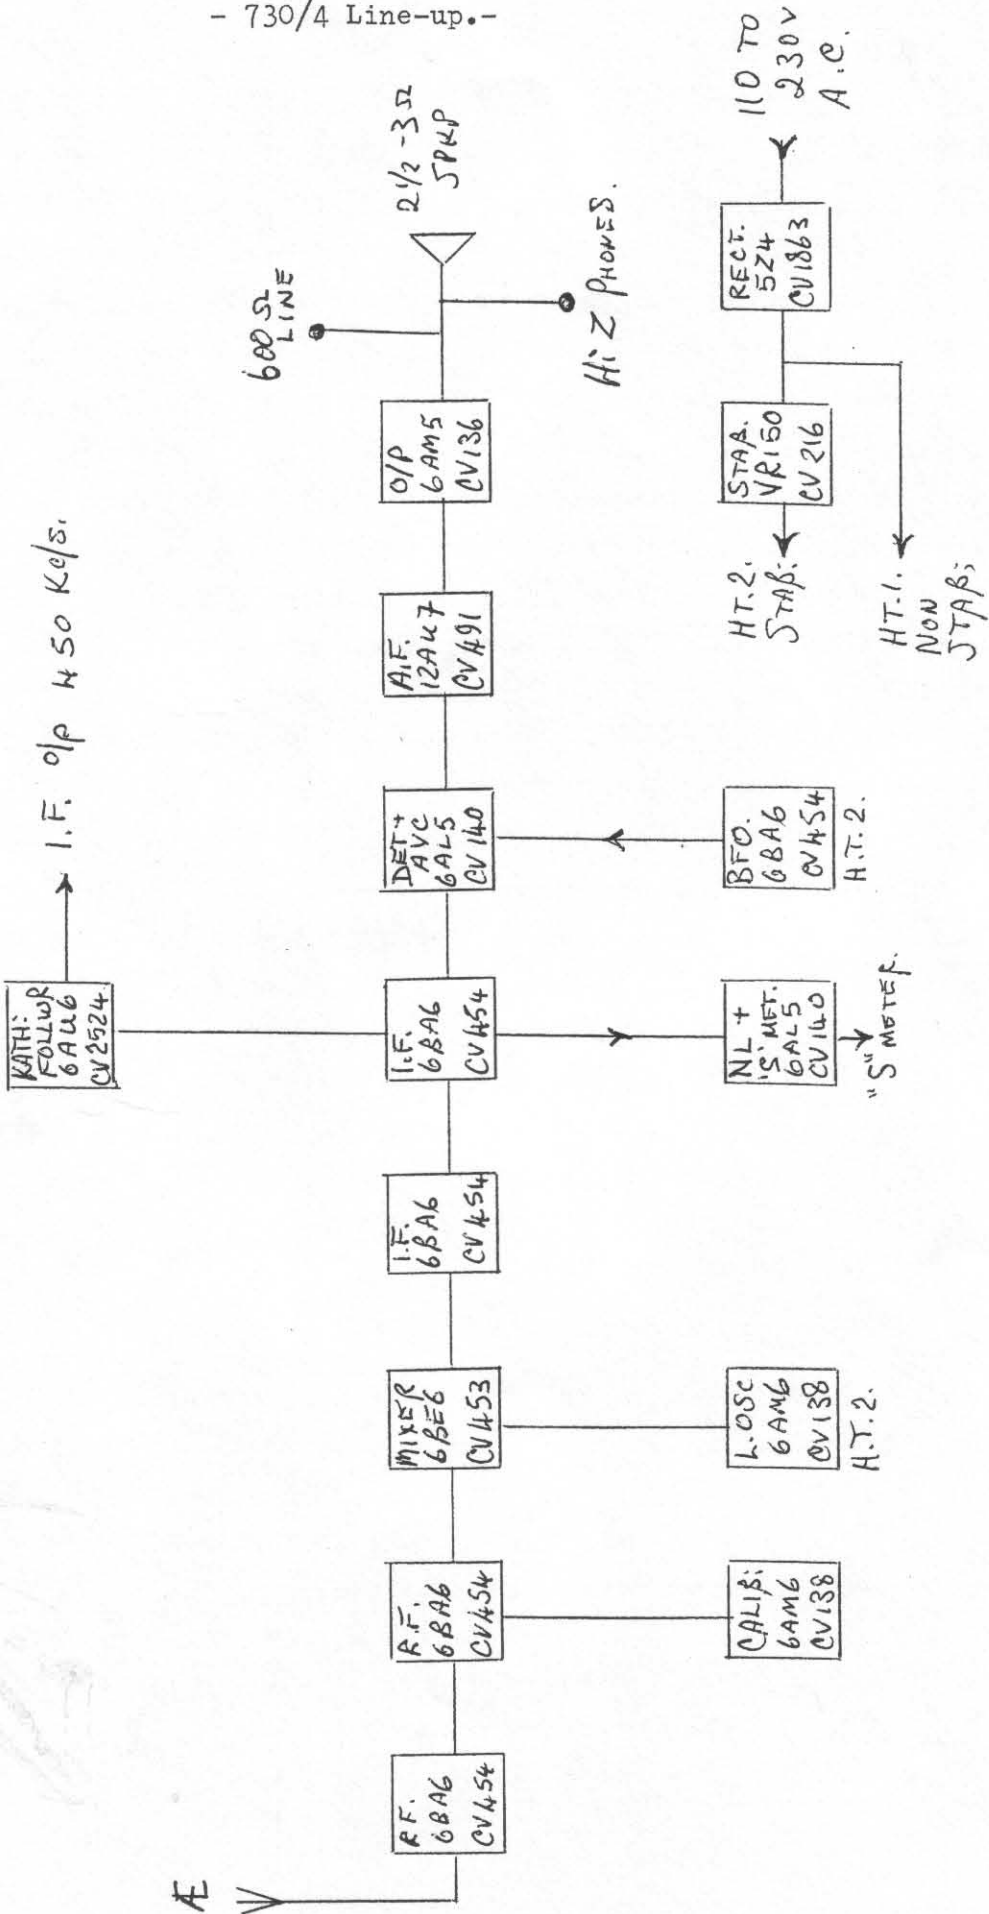 - 730/4 Line-up.-
Æ
R F.
6BA6
CV454
R.F.
6BA6
CV454
CALIB:
6AM6
CV138
MIXER
6BE6
CV453
L.OSC
6AM6
CV138
H.T.2.
I.F.
6BA6
CV454
I.F.
6BA6
CV454
KATH:
FOLLWR
6AU6
CV2524
I.F. o/p 450 Kc/s.
NL +
'S' MET.
6AL5
CV140
"S" METER.
DET +
AVC
6AL5
CV140
BFO.
6BA6
CV454
H.T.2.
A.F.
12AU7
CV491
O/P
6AM5
CV136
600 Ω
LINE
2½ - 3 Ω
SPKR
Hi Z PHONES.
110 TO
230V
A.C.
RECT.
5Z4
CV1863
STAB.
VR150
CV216
HT.2.
STAB:
HT.1.
NON
STAB;